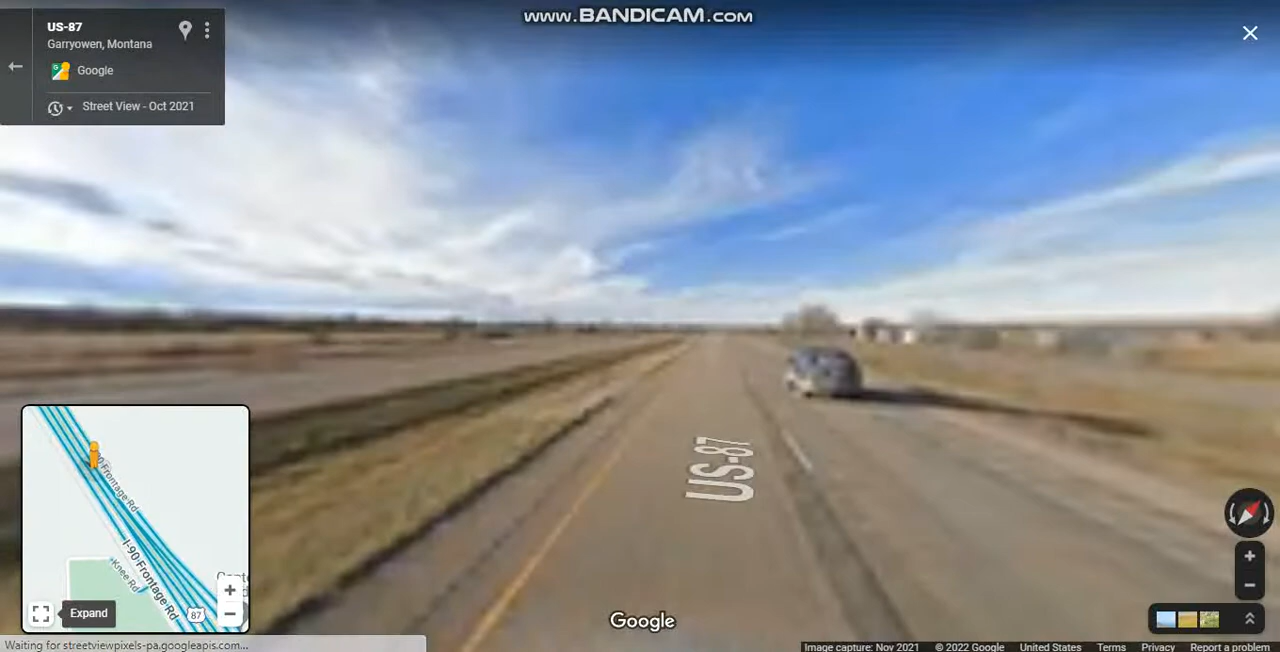 www.BANDICAM.com
US-87
Garryowen, Montana
Google
Street View - Oct 2021
US-87
90 Frontage Rd
I-90 Frontage Rd
Knee Rd
87
Expand
Google
Waiting for streetviewpixels-pa.googleapis.com...
Image capture: Nov 2021 © 2022 Google United States Terms Privacy Report a problem